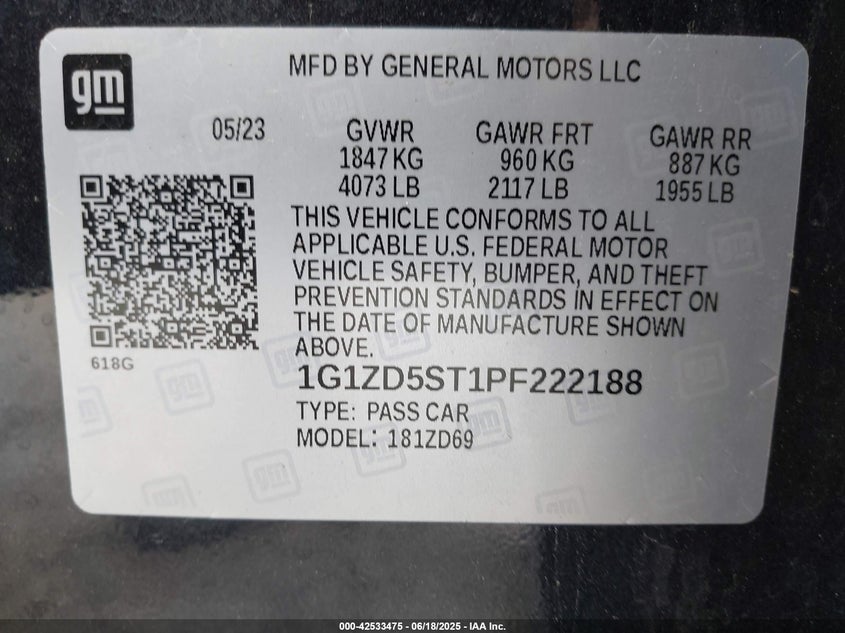 gm
MFD BY GENERAL MOTORS LLC
05/23 GVWR GAWR FRT GAWR RR
1847 KG 960 KG 887 KG
4073 LB 2117 LB 1955 LB
THIS VEHICLE CONFORMS TO ALL
APPLICABLE U.S. FEDERAL MOTOR
VEHICLE SAFETY, BUMPER, AND THEFT
PREVENTION STANDARDS IN EFFECT ON
THE DATE OF MANUFACTURE SHOWN
ABOVE.
618G
1G1ZD5ST1PF222188
TYPE: PASS CAR
MODEL: 181ZD69
000-42533475 - 06/18/2025 - IAA Inc.